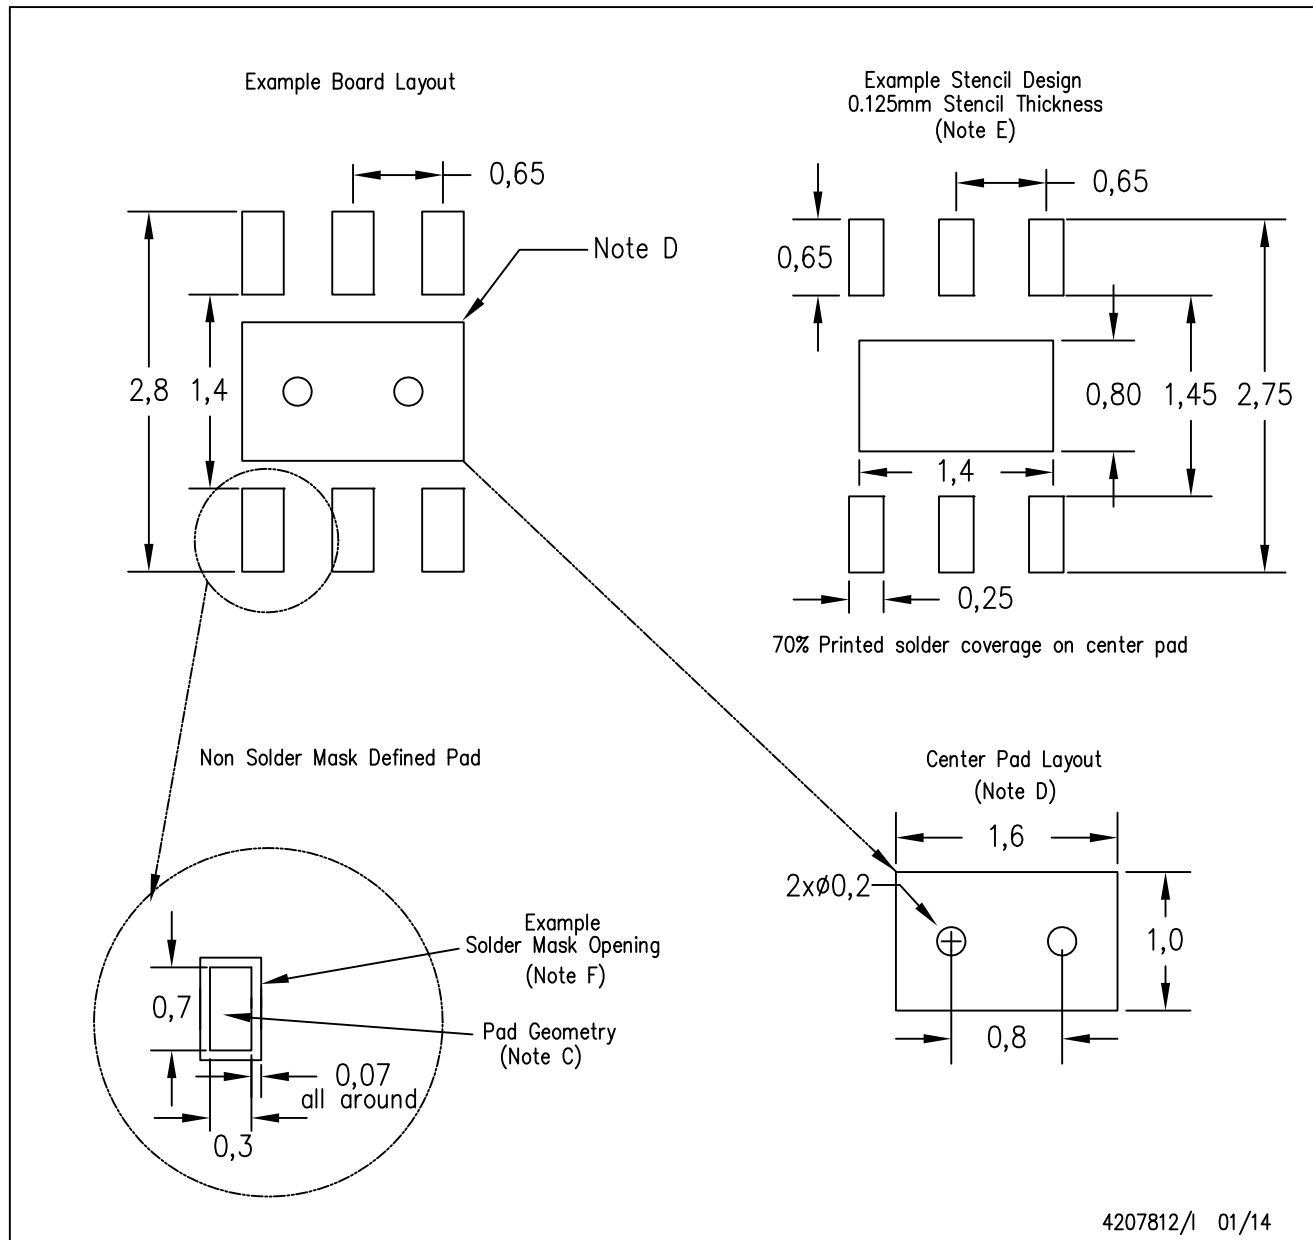 Example Board Layout
0,65
Note D
2,8
1,4
Example Stencil Design
0.125mm Stencil Thickness
(Note E)
0,65
0,65
0,80
1,45
2,75
1,4
0,25
70% Printed solder coverage on center pad
Non Solder Mask Defined Pad
Example
Solder Mask Opening
(Note F)
0,7
Pad Geometry
(Note C)
0,07
all around
0,3
Center Pad Layout
(Note D)
1,6
2xø0,2
1,0
0,8
4207812/I 01/14